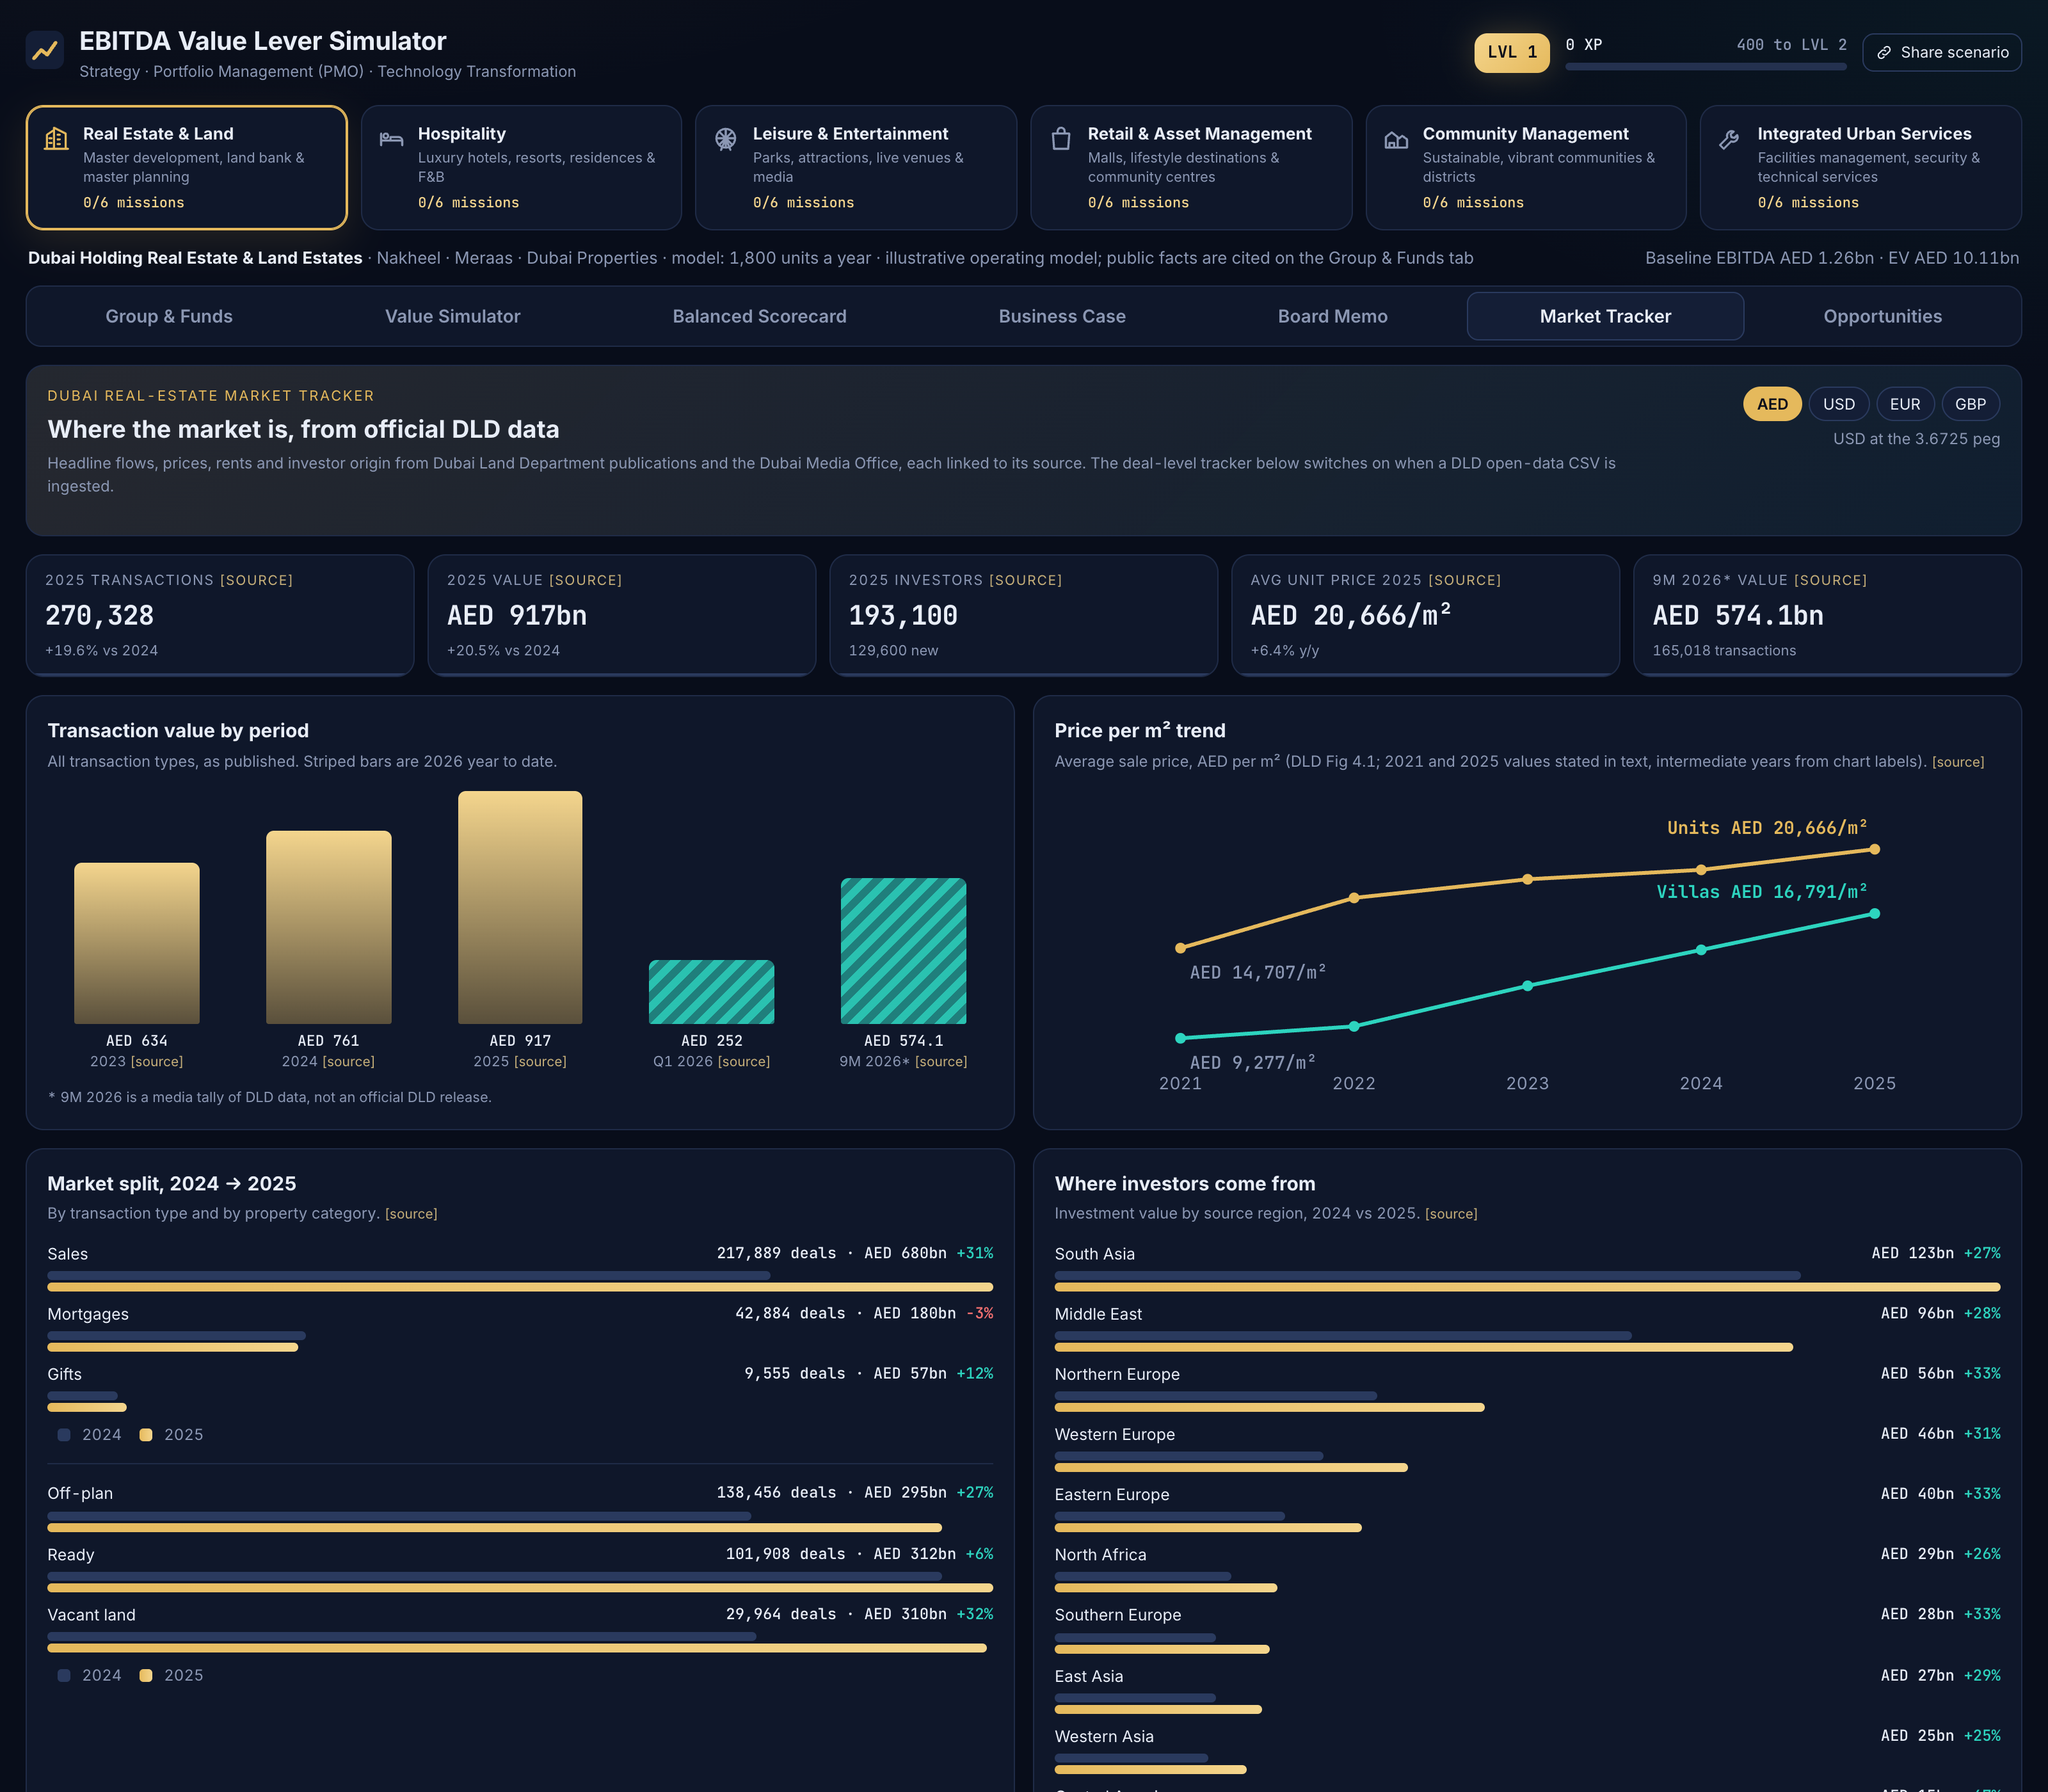 EBITDA Value Lever Simulator
Strategy · Portfolio Management (PMO) · Technology Transformation
LVL 1
0 XP
400 to LVL 2
Share scenario
Real Estate & Land
Master development, land bank &
master planning
0/6 missions
Hospitality
Luxury hotels, resorts, residences &
F&B
0/6 missions
Leisure & Entertainment
Parks, attractions, live venues &
media
0/6 missions
Retail & Asset Management
Malls, lifestyle destinations &
community centres
0/6 missions
Community Management
Sustainable, vibrant communities &
districts
0/6 missions
Integrated Urban Services
Facilities management, security &
technical services
0/6 missions
Dubai Holding Real Estate & Land Estates · Nakheel · Meraas · Dubai Properties · model: 1,800 units a year · illustrative operating model; public facts are cited on the Group & Funds tab
Baseline EBITDA AED 1.26bn · EV AED 10.11bn
Group & Funds
Value Simulator
Balanced Scorecard
Business Case
Board Memo
Market Tracker
Opportunities
DUBAI REAL-ESTATE MARKET TRACKER
Where the market is, from official DLD data
Headline flows, prices, rents and investor origin from Dubai Land Department publications and the Dubai Media Office, each linked to its source. The deal-level tracker below switches on when a DLD open-data CSV is
ingested.
AED
USD
EUR
GBP
USD at the 3.6725 peg
2025 TRANSACTIONS [SOURCE]
270,328
+19.6% vs 2024
2025 VALUE [SOURCE]
AED 917bn
+20.5% vs 2024
2025 INVESTORS [SOURCE]
193,100
129,600 new
AVG UNIT PRICE 2025 [SOURCE]
AED 20,666/m²
+6.4% y/y
9M 2026* VALUE [SOURCE]
AED 574.1bn
165,018 transactions
Transaction value by period
All transaction types, as published. Striped bars are 2026 year to date.
AED 634
2023 [source]
AED 761
2024 [source]
AED 917
2025 [source]
AED 252
Q1 2026 [source]
AED 574.1
9M 2026* [source]
* 9M 2026 is a media tally of DLD data, not an official DLD release.
Price per m² trend
Average sale price, AED per m² (DLD Fig 4.1; 2021 and 2025 values stated in text, intermediate years from chart labels). [source]
Units AED 20,666/m²
Villas AED 16,791/m²
AED 14,707/m²
AED 9,277/m²
2021
2022
2023
2024
2025
Market split, 2024 → 2025
By transaction type and by property category. [source]
Sales
217,889 deals · AED 680bn +31%
Mortgages
42,884 deals · AED 180bn -3%
Gifts
9,555 deals · AED 57bn +12%
2024
2025
Off-plan
138,456 deals · AED 295bn +27%
Ready
101,908 deals · AED 312bn +6%
Vacant land
29,964 deals · AED 310bn +32%
2024
2025
Where investors come from
Investment value by source region, 2024 vs 2025. [source]
South Asia
AED 123bn +27%
Middle East
AED 96bn +28%
Northern Europe
AED 56bn +33%
Western Europe
AED 46bn +31%
Eastern Europe
AED 40bn +33%
North Africa
AED 29bn +26%
Southern Europe
AED 28bn +33%
East Asia
AED 27bn +29%
Western Asia
AED 25bn +25%